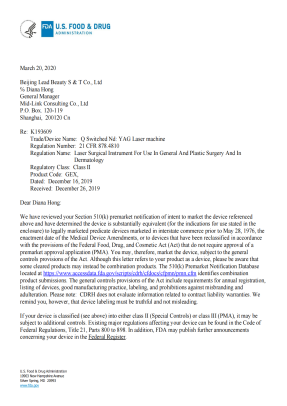 FDA U.S. FOOD & DRUG
ADMINISTRATION
March 20, 2020
Beijing Lead Beauty S & T Co., Ltd
% Diana Hong
General Manager
Mid-Link Consulting Co., Ltd
P.O. Box, 120-119
Shanghai, 200120 Cn
Re: K193609
Trade/Device Name: Q Switched Nd: YAG Laser machine
Regulation Number: 21 CFR 878.4810
Regulation Name: Laser Surgical Instrument For Use In General And Plastic Surgery And In
Dermatology
Regulatory Class: Class II
Product Code: GEX,
Dated: December 16, 2019
Received: December 26, 2019
Dear Diana Hong:
We have reviewed your Section 510(k) premarket notification of intent to market the device referenced
above and have determined the device is substantially equivalent (for the indications for use stated in the
enclosure) to legally marketed predicate devices marketed in interstate commerce prior to May 28, 1976, the
enactment date of the Medical Device Amendments, or to devices that have been reclassified in accordance
with the provisions of the Federal Food, Drug, and Cosmetic Act (Act) that do not require approval of a
premarket approval application (PMA). You may, therefore, market the device, subject to the general
controls provisions of the Act. Although this letter refers to your product as a device, please be aware that
some cleared products may instead be combination products. The 510(k) Premarket Notification Database
located at https://www.accessdata.fda.gov/scripts/cdrh/cfdocs/cfpmn/pmn.cfm identifies combination
product submissions. The general controls provisions of the Act include requirements for annual registration,
listing of devices, good manufacturing practice, labeling, and prohibitions against misbranding and
adulteration. Please note: CDRH does not evaluate information related to contract liability warranties. We
remind you, however, that device labeling must be truthful and not misleading.
If your device is classified (see above) into either class II (Special Controls) or class III (PMA), it may be
subject to additional controls. Existing major regulations affecting your device can be found in the Code of
Federal Regulations, Title 21, Parts 800 to 898. In addition, FDA may publish further announcements
concerning your device in the Federal Register.
U.S. Food & Drug Administration
10903 New Hampshire Avenue
Silver Spring, MD 20993
www.fda.gov